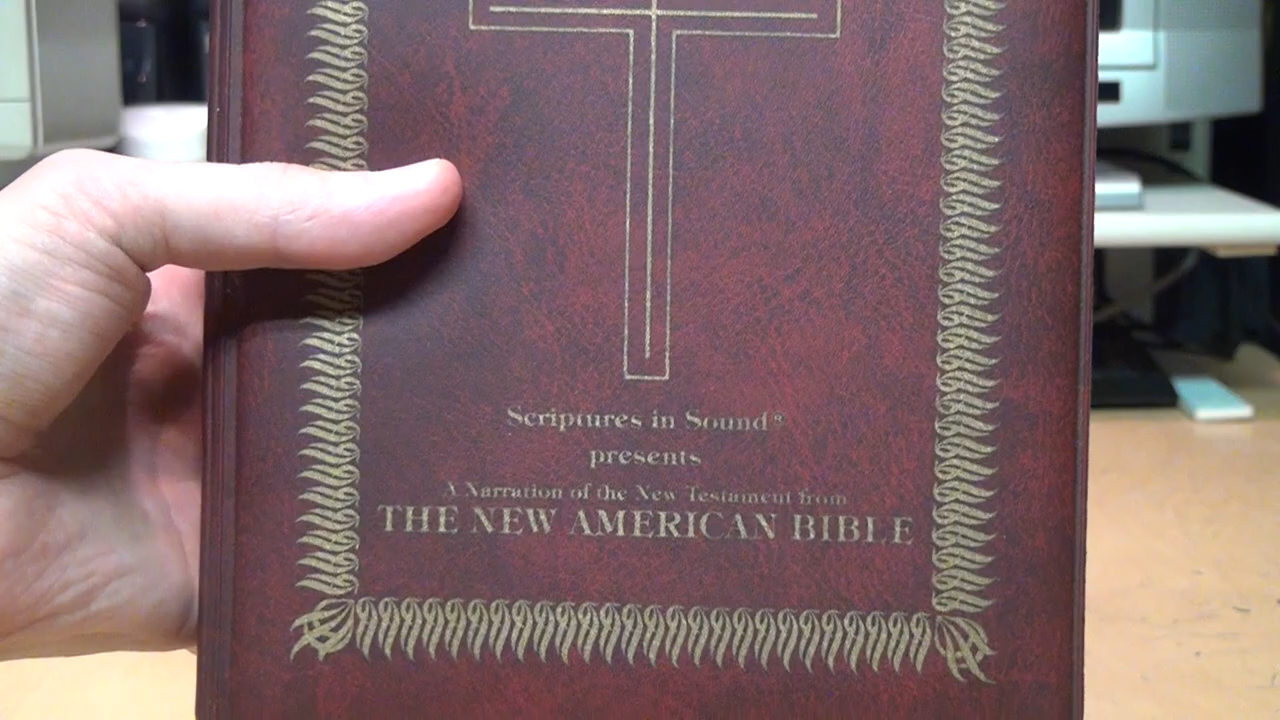 Scriptures in Sound®
presents
A Narration of the New Testament from
THE NEW AMERICAN BIBLE